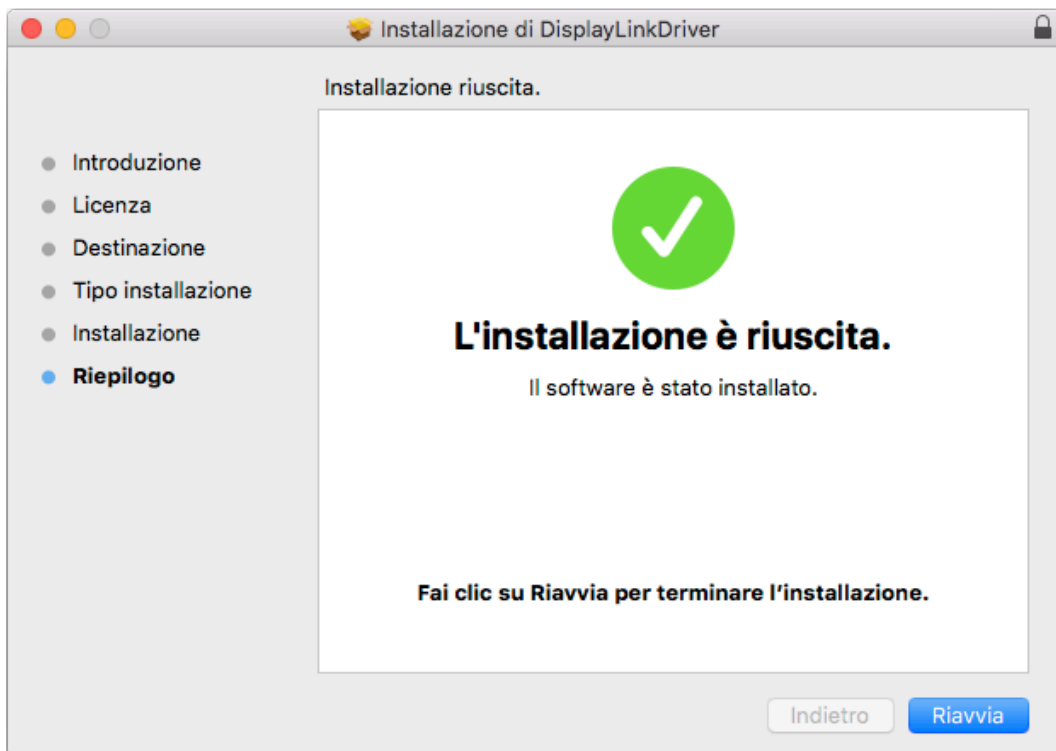 Installazione di DisplayLinkDriver
Installazione riuscita.
Introduzione
Licenza
Destinazione
Tipo installazione
Installazione
Riepilogo
L'installazione è riuscita.
Il software è stato installato.
Fai clic su Riavvia per terminare l’installazione.
Indietro
Riavvia